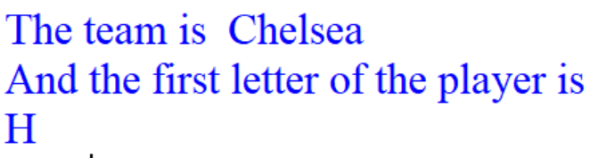 The team is  Chelsea
And the first letter of the player is
H